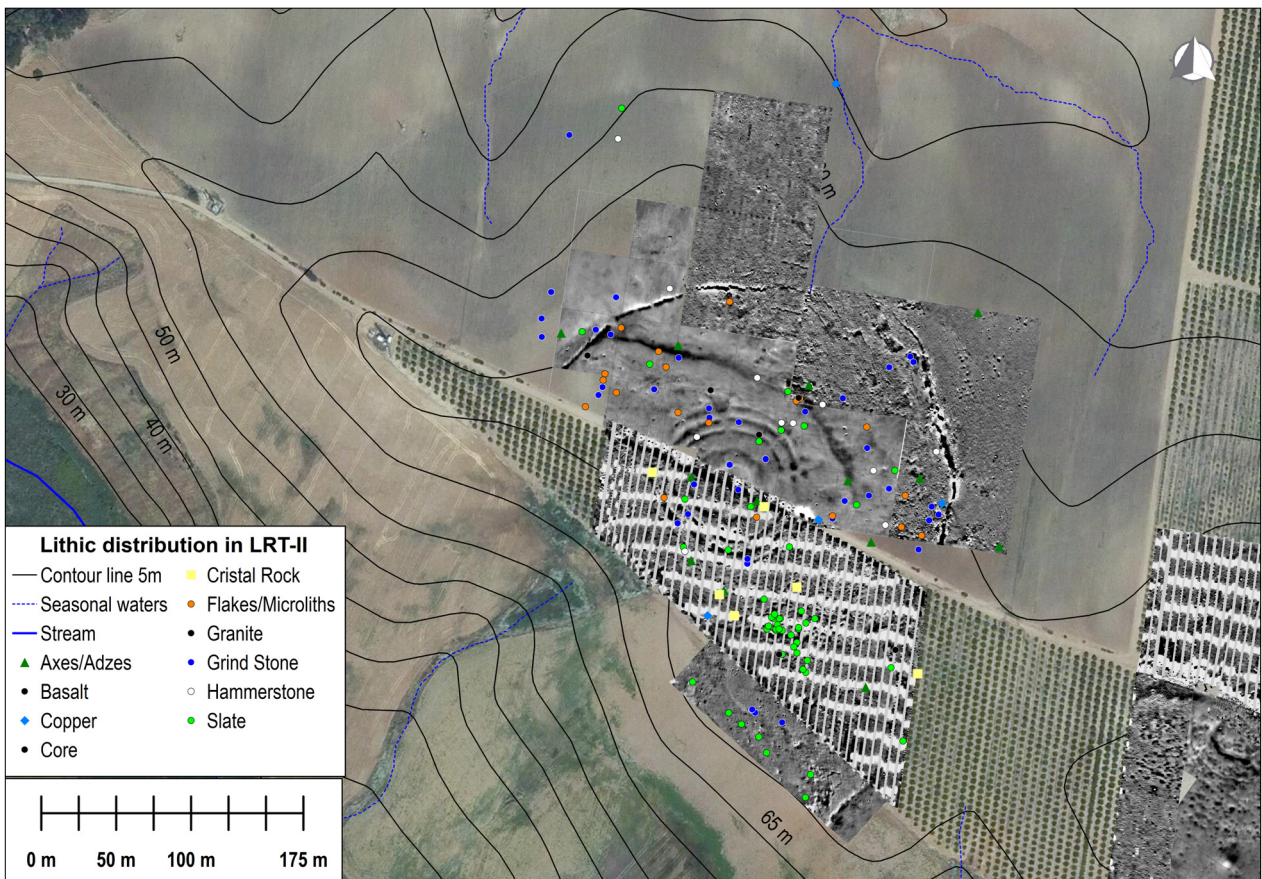 50 m
40 m
30 m
65 m
Lithic distribution in LRT-II
Contour line 5m
Seasonal waters
Stream
Axes/Adzes
Basalt
Copper
Core
Cristal Rock
Flakes/Microliths
Granite
Grind Stone
Hammerstone
Slate
0 m 50 m 100 m 175 m